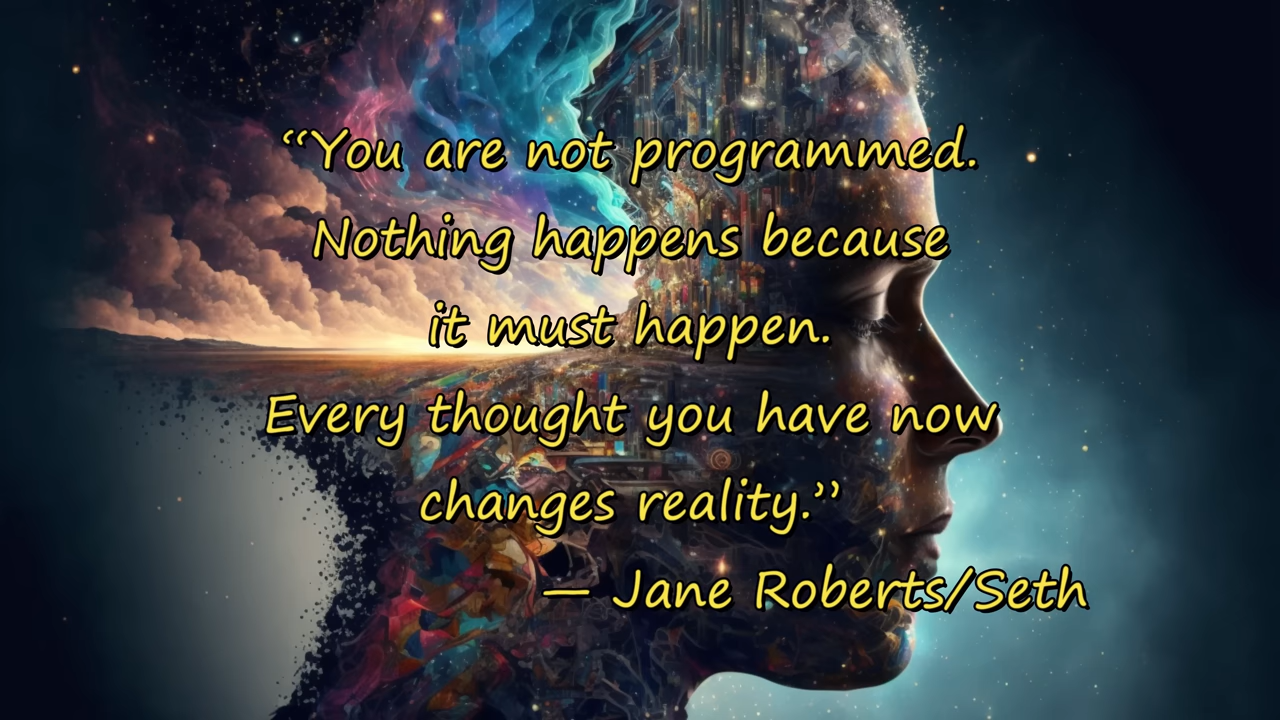 “You are not programmed.
Nothing happens because
it must happen.
Every thought you have now
changes reality.”
— Jane Roberts/Seth